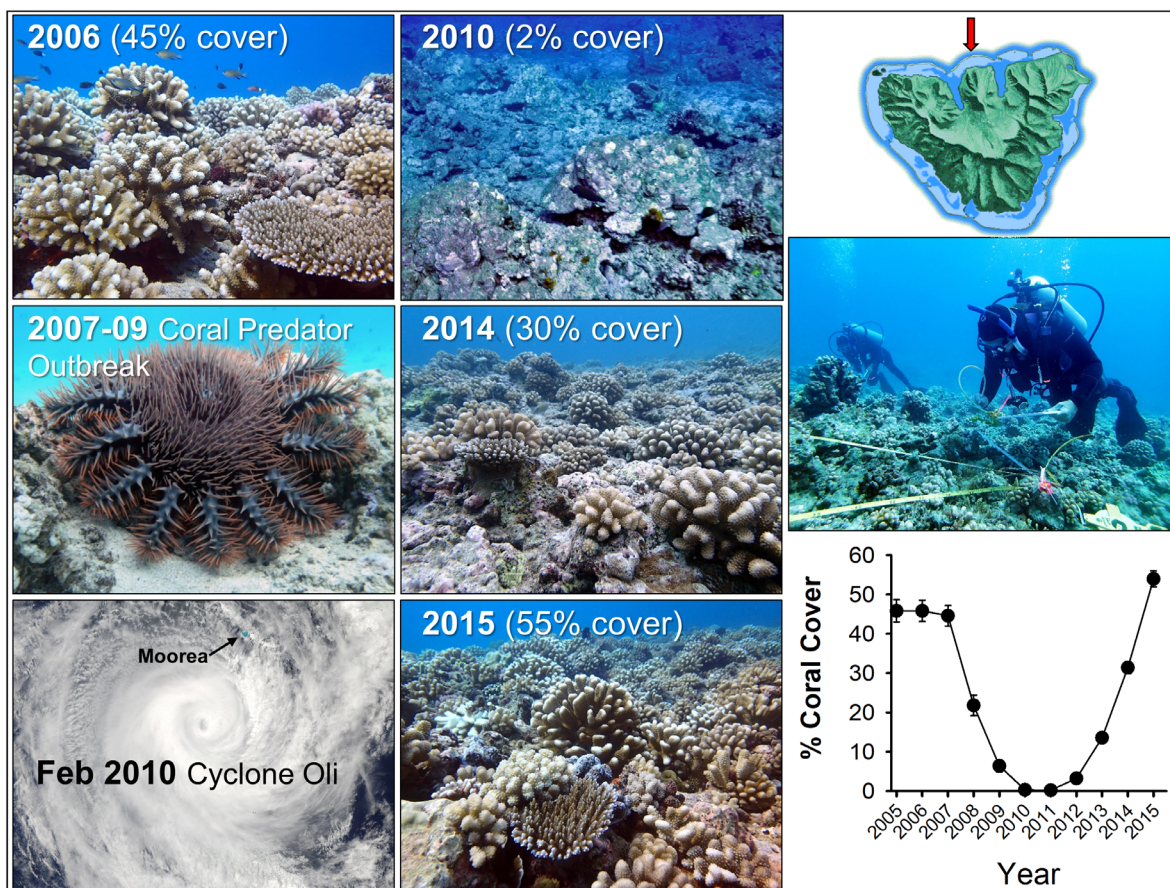 2006 (45% cover)
2010 (2% cover)
2007-09 Coral Predator
Outbreak
2014 (30% cover)
Moorea
Feb 2010 Cyclone Oli
2015 (55% cover)
% Coral Cover
60
50
40
30
20
10
0
2005
2006
2007
2008
2009
2010
2011
2012
2013
2014
2015
Year